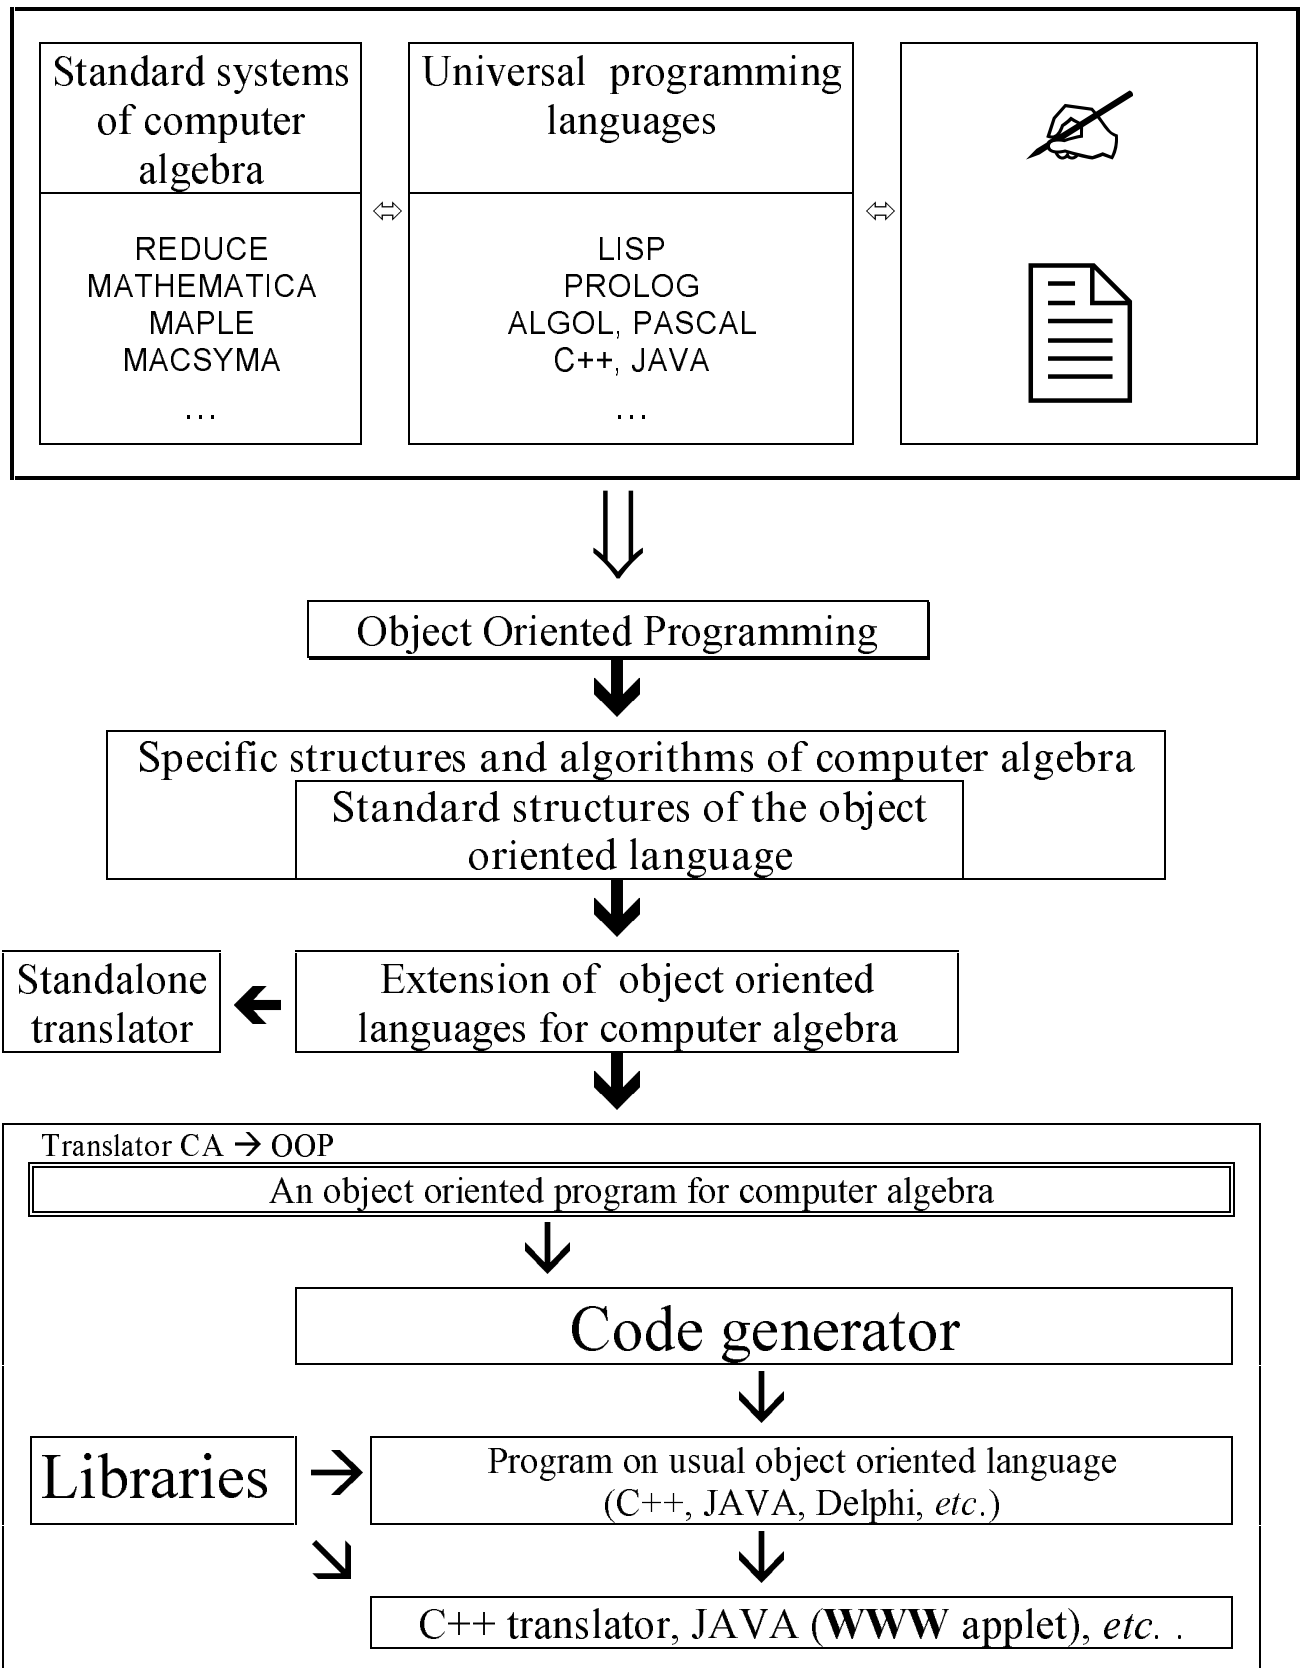 Standard systems
of computer
algebra
REDUCE
MATHEMATICA
MAPLE
MACSYMA
…
Universal programming
languages
LISP
PROLOG
ALGOL, PASCAL
C++, JAVA
…
Object Oriented Programming
Specific structures and algorithms of computer algebra
Standard structures of the object
oriented language
Standalone
translator
Extension of object oriented
languages for computer algebra
Translator CA → OOP
An object oriented program for computer algebra
Code generator
Libraries
Program on usual object oriented language
(C++, JAVA, Delphi, etc.)
C++ translator, JAVA (WWW applet), etc. .